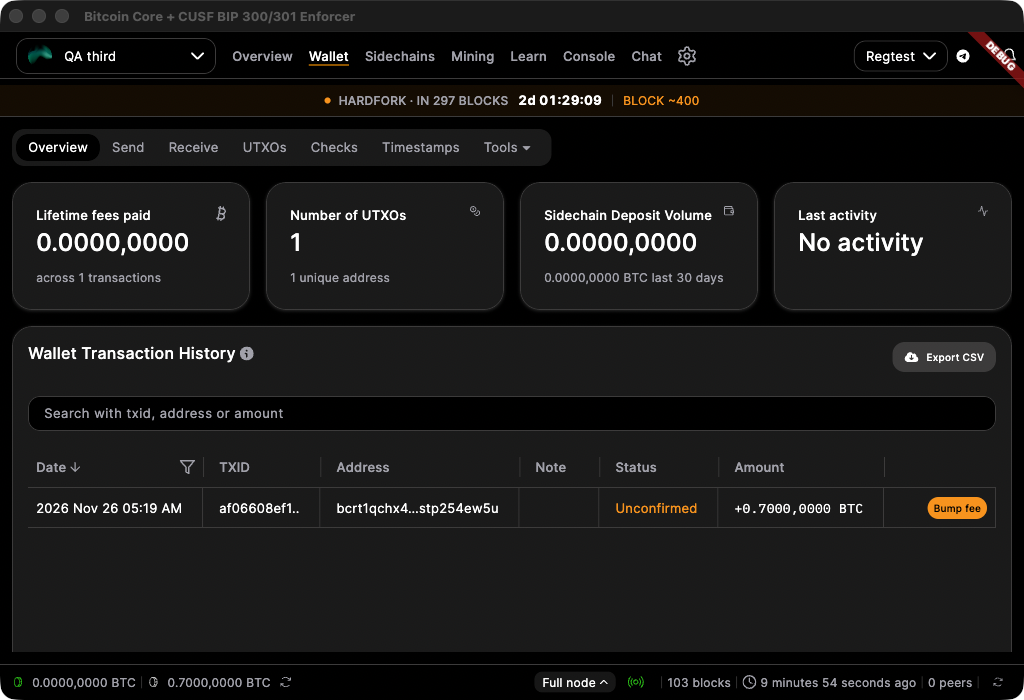 Bitcoin Core + CUSF BIP 300/301 Enforcer
QA third
Overview Wallet Sidechains Mining Learn Console Chat
Regtest
DEBUG
HARDFORK · IN 297 BLOCKS 2d 01:29:09 BLOCK ~400
Overview Send Receive UTXOs Checks Timestamps Tools
Lifetime fees paid
0.0000,0000
across 1 transactions
Number of UTXOs
1
1 unique address
Sidechain Deposit Volume
0.0000,0000
0.0000,0000 BTC last 30 days
Last activity
No activity
Wallet Transaction History
Export CSV
Search with txid, address or amount
Date TXID Address Note Status Amount
2026 Nov 26 05:19 AM af06608ef1.. bcrt1qchx4...stp254ew5u Unconfirmed +0.7000,0000 BTC Bump fee
0.0000,0000 BTC 0.7000,0000 BTC Full node 103 blocks 9 minutes 54 seconds ago 0 peers